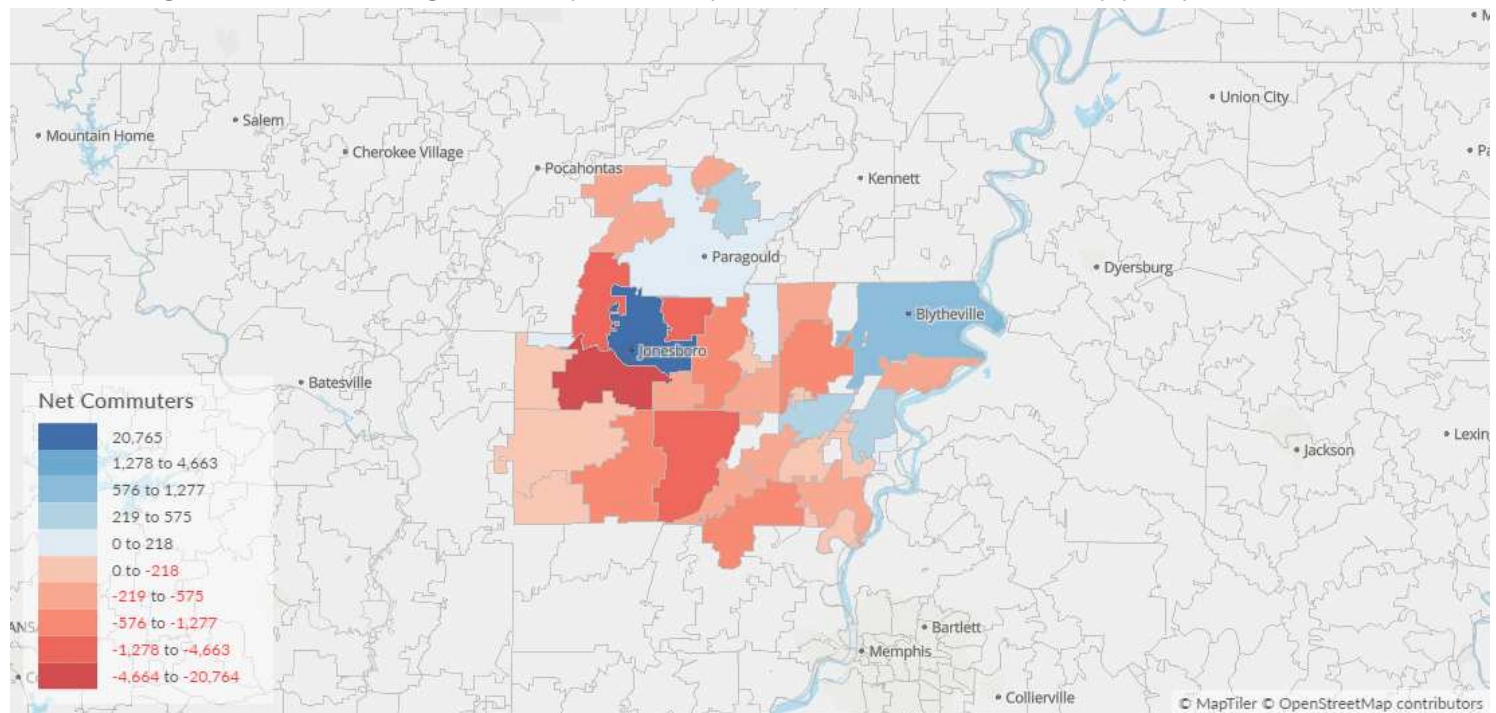 Union City
Salem
Mountain Home
Cherokee Village
Pocahontas
Kennett
Paragould
Dyersburg
Blytheville
Jonesboro
Batesville
Net Commuters
20,765
1,278 to 4,663
576 to 1,277
219 to 575
0 to 218
0 to -218
-219 to -575
-576 to -1,277
-1,278 to -4,663
-4,664 to -20,764
Jackson
Bartlett
Memphis
Collierville
© MapTiler © OpenStreetMap contributors